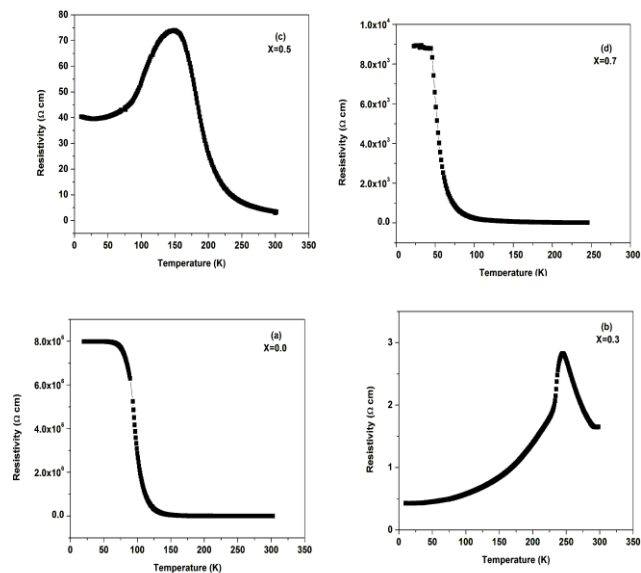 (c)
X=0.5
Resistivity (Ω cm)
80
70
60
50
40
30
20
10
0
0 50 100 150 200 250 300 350
Temperature (K)
(d)
X=0.7
Resistivity (Ω cm)
1.0x10⁴
8.0x10³
6.0x10³
4.0x10³
2.0x10³
0.0
0 50 100 150 200 250 300
Temperature (K)
(a)
X=0.0
Resistivity (Ω cm)
8.0x10⁶
6.0x10⁶
4.0x10⁶
2.0x10⁶
0.0
0 50 100 150 200 250 300 350
Temperature (K)
(b)
X=0.3
Resistivity (Ω cm)
3
2
1
0
0 50 100 150 200 250 300 350
Temperature (K)